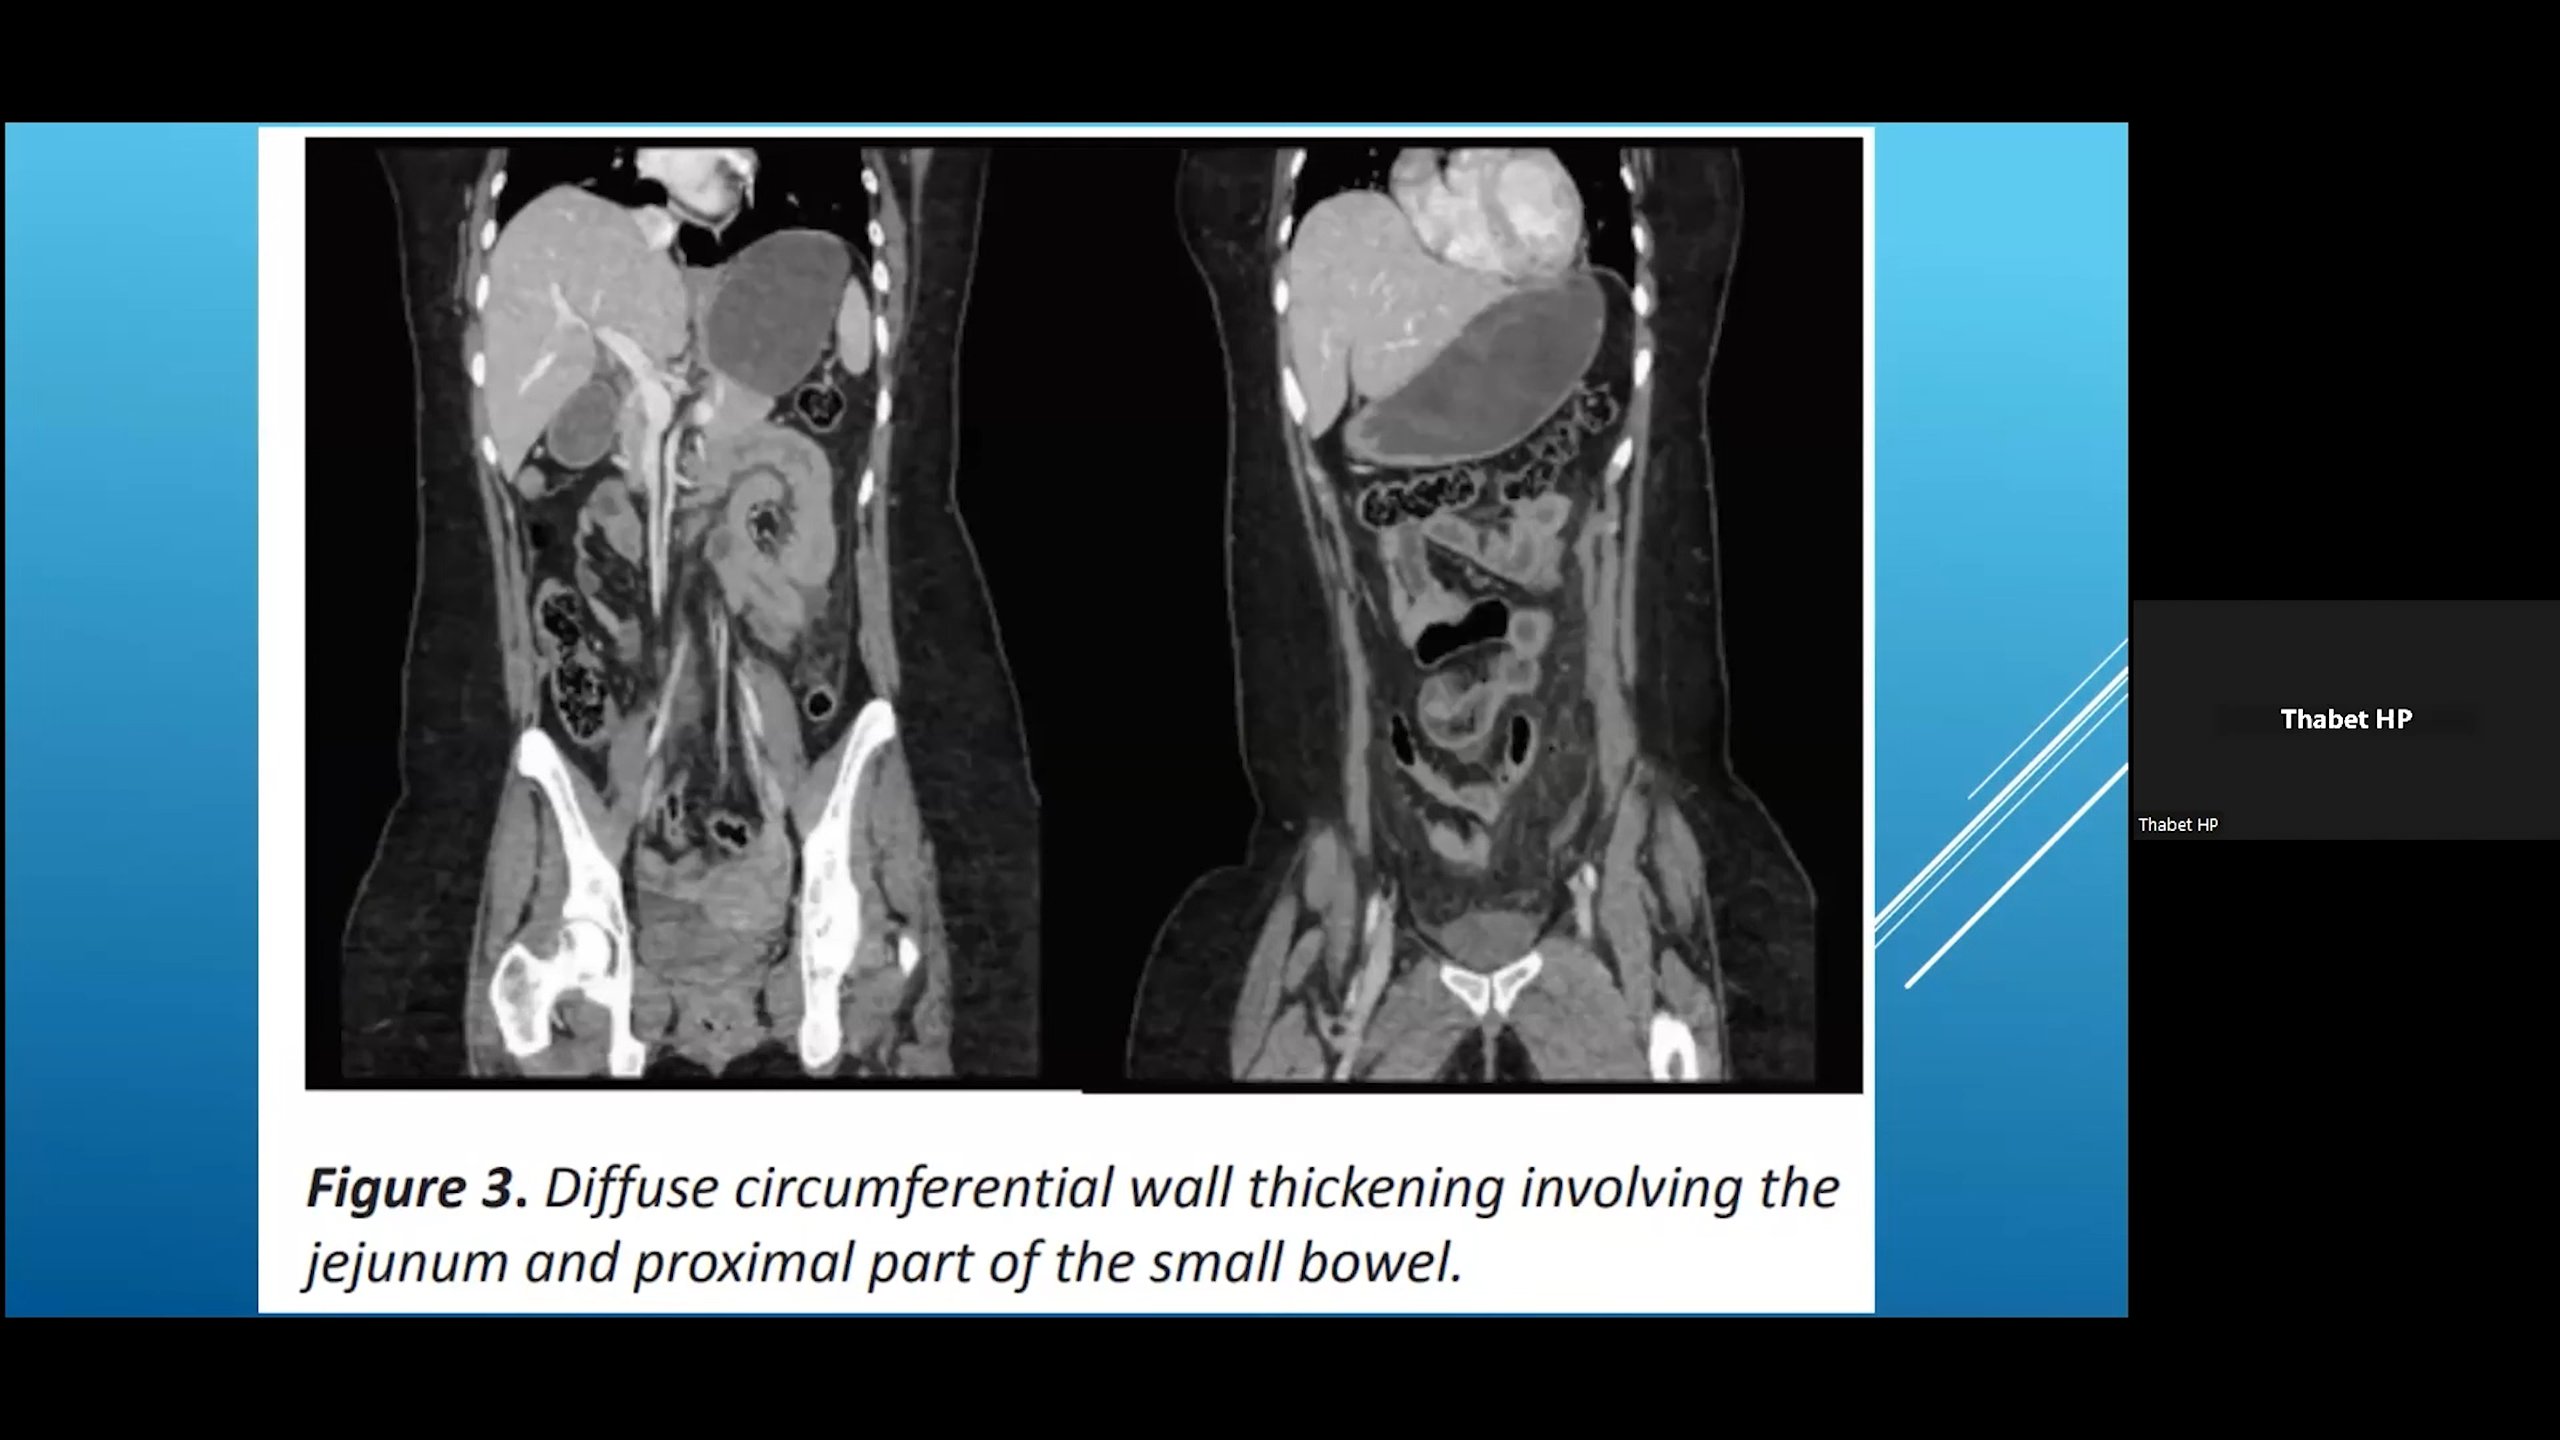 Figure 3. Diffuse circumferential wall thickening involving the
jejunum and proximal part of the small bowel.
Thabet HP
Thabet HP